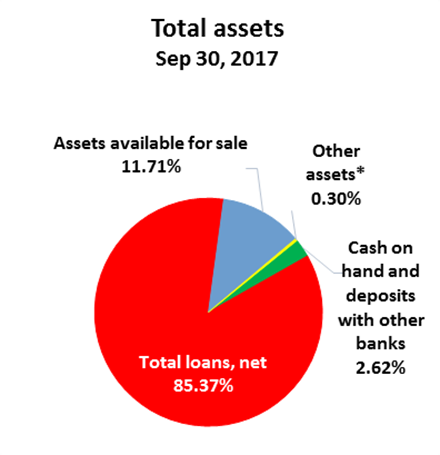 Total assets
Sep 30, 2017
Assets available for sale
11.71%
Other
assets*
0.30%
Cash on
hand and
deposits
with other
banks
2.62%
Total loans, net
85.37%